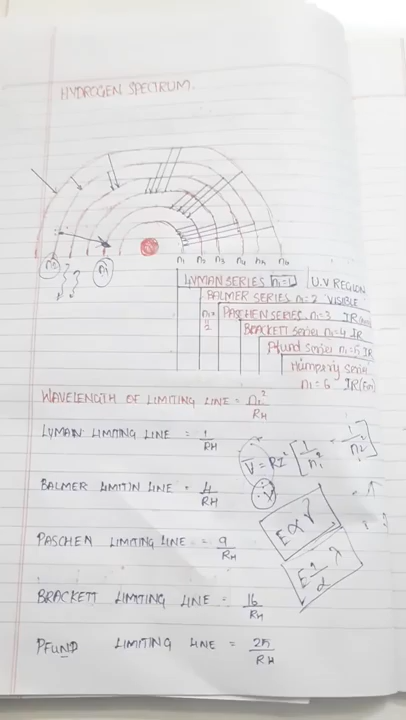 HYDROGEN SPECTRUM
n₁ n₂ n₃ n₄ n₅ n₆
n₂ n₁
LYMAN SERIES n₁=1 U.V REGION
BALMER SERIES n₁=2 VISIBLE
PASCHEN SERIES n₁=3 IR
BRACKETT series n₁=4 IR
Pfund series n₁=5 IR
Humpery series
n₁=6 IR(Far)
WAVELENGTH OF LIMITING LINE = n₁²/RH
LYMAN LIMITING LINE = 1/RH
V̄ = RZ² [1/n₁² - 1/n₂²]
BALMER LIMITIN LINE = 4/RH
PASCHEN LIMITING LINE = 9/RH
E∝γ
BRACKETT LIMITING LINE = 16/RH
PFUND LIMITING LINE = 25/RH